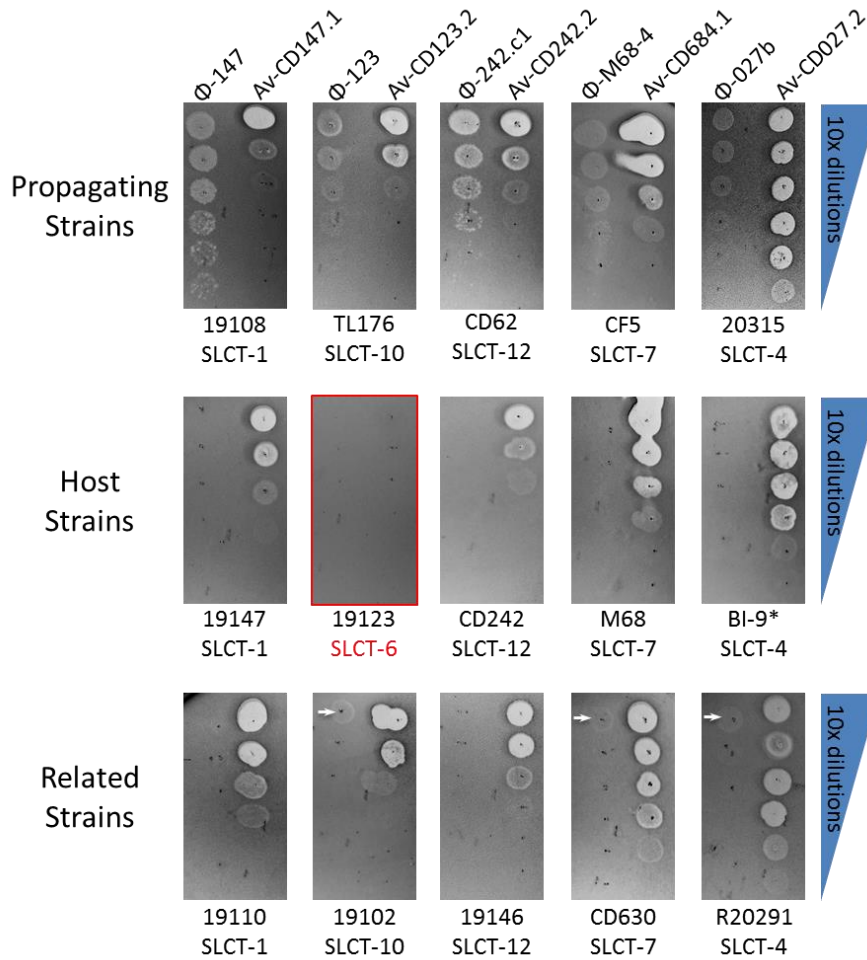 Φ-147
Av-CD147.1
Φ-123
Av-CD123.2
Φ-242.c1
Av-CD242.2
Φ-M68-4
Av-CD684.1
Φ-027b
Av-CD027.2
Propagating
Strains
10x dilutions
19108
SLCT-1
TL176
SLCT-10
CD62
SLCT-12
CF5
SLCT-7
20315
SLCT-4
Host
Strains
10x dilutions
19147
SLCT-1
19123
SLCT-6
CD242
SLCT-12
M68
SLCT-7
BI-9*
SLCT-4
Related
Strains
10x dilutions
19110
SLCT-1
19102
SLCT-10
19146
SLCT-12
CD630
SLCT-7
R20291
SLCT-4